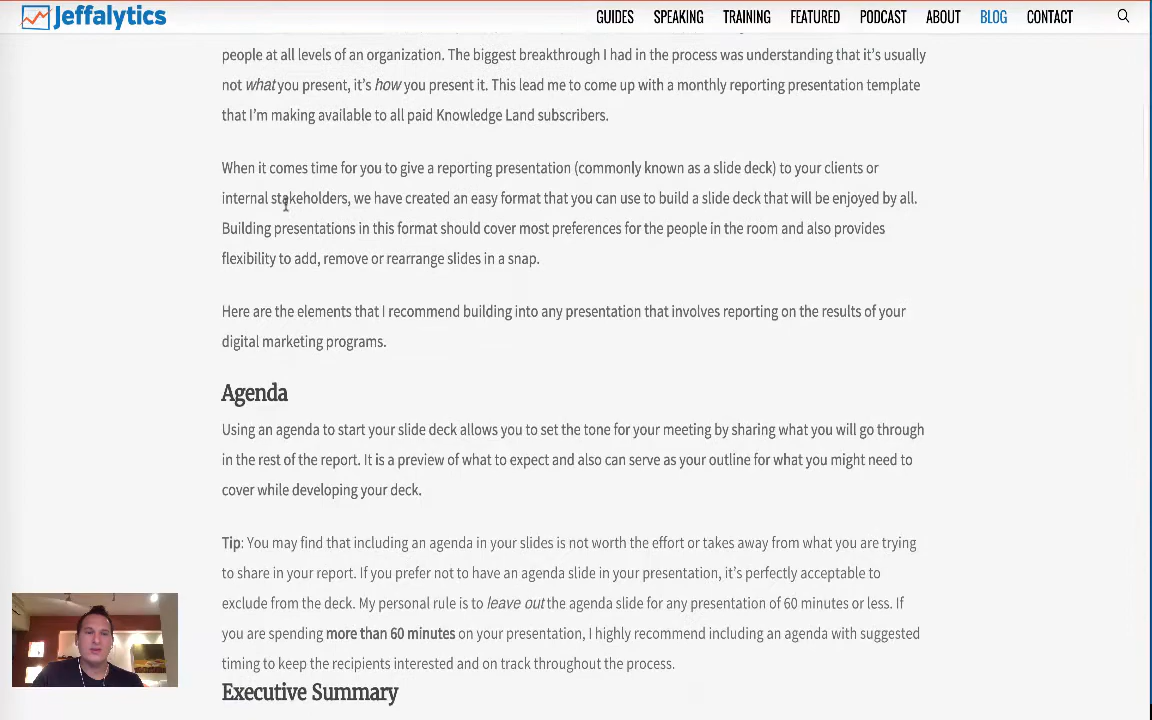 Jeffalytics
GUIDES SPEAKING TRAINING FEATURED PODCAST ABOUT BLOG CONTACT
people at all levels of an organization. The biggest breakthrough I had in the process was understanding that it's usually
not what you present, it's how you present it. This lead me to come up with a monthly reporting presentation template
that I'm making available to all paid Knowledge Land subscribers.
When it comes time for you to give a reporting presentation (commonly known as a slide deck) to your clients or
internal stakeholders, we have created an easy format that you can use to build a slide deck that will be enjoyed by all.
Building presentations in this format should cover most preferences for the people in the room and also provides
flexibility to add, remove or rearrange slides in a snap.
Here are the elements that I recommend building into any presentation that involves reporting on the results of your
digital marketing programs.
Agenda
Using an agenda to start your slide deck allows you to set the tone for your meeting by sharing what you will go through
in the rest of the report. It is a preview of what to expect and also can serve as your outline for what you might need to
cover while developing your deck.
Tip: You may find that including an agenda in your slides is not worth the effort or takes away from what you are trying
to share in your report. If you prefer not to have an agenda slide in your presentation, it's perfectly acceptable to
exclude from the deck. My personal rule is to leave out the agenda slide for any presentation of 60 minutes or less. If
you are spending more than 60 minutes on your presentation, I highly recommend including an agenda with suggested
timing to keep the recipients interested and on track throughout the process.
Executive Summary